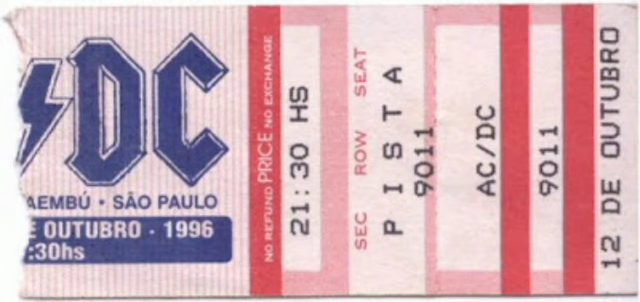 DC
AEMBÚ • SÃO PAULO
E OUTUBRO · 1996
:30hs
NO REFUND PRICE NO EXCHANGE
21:30 HS
SEC ROW SEAT
PISTA
9011
AC/DC
9011
12 DE OUTUBRO